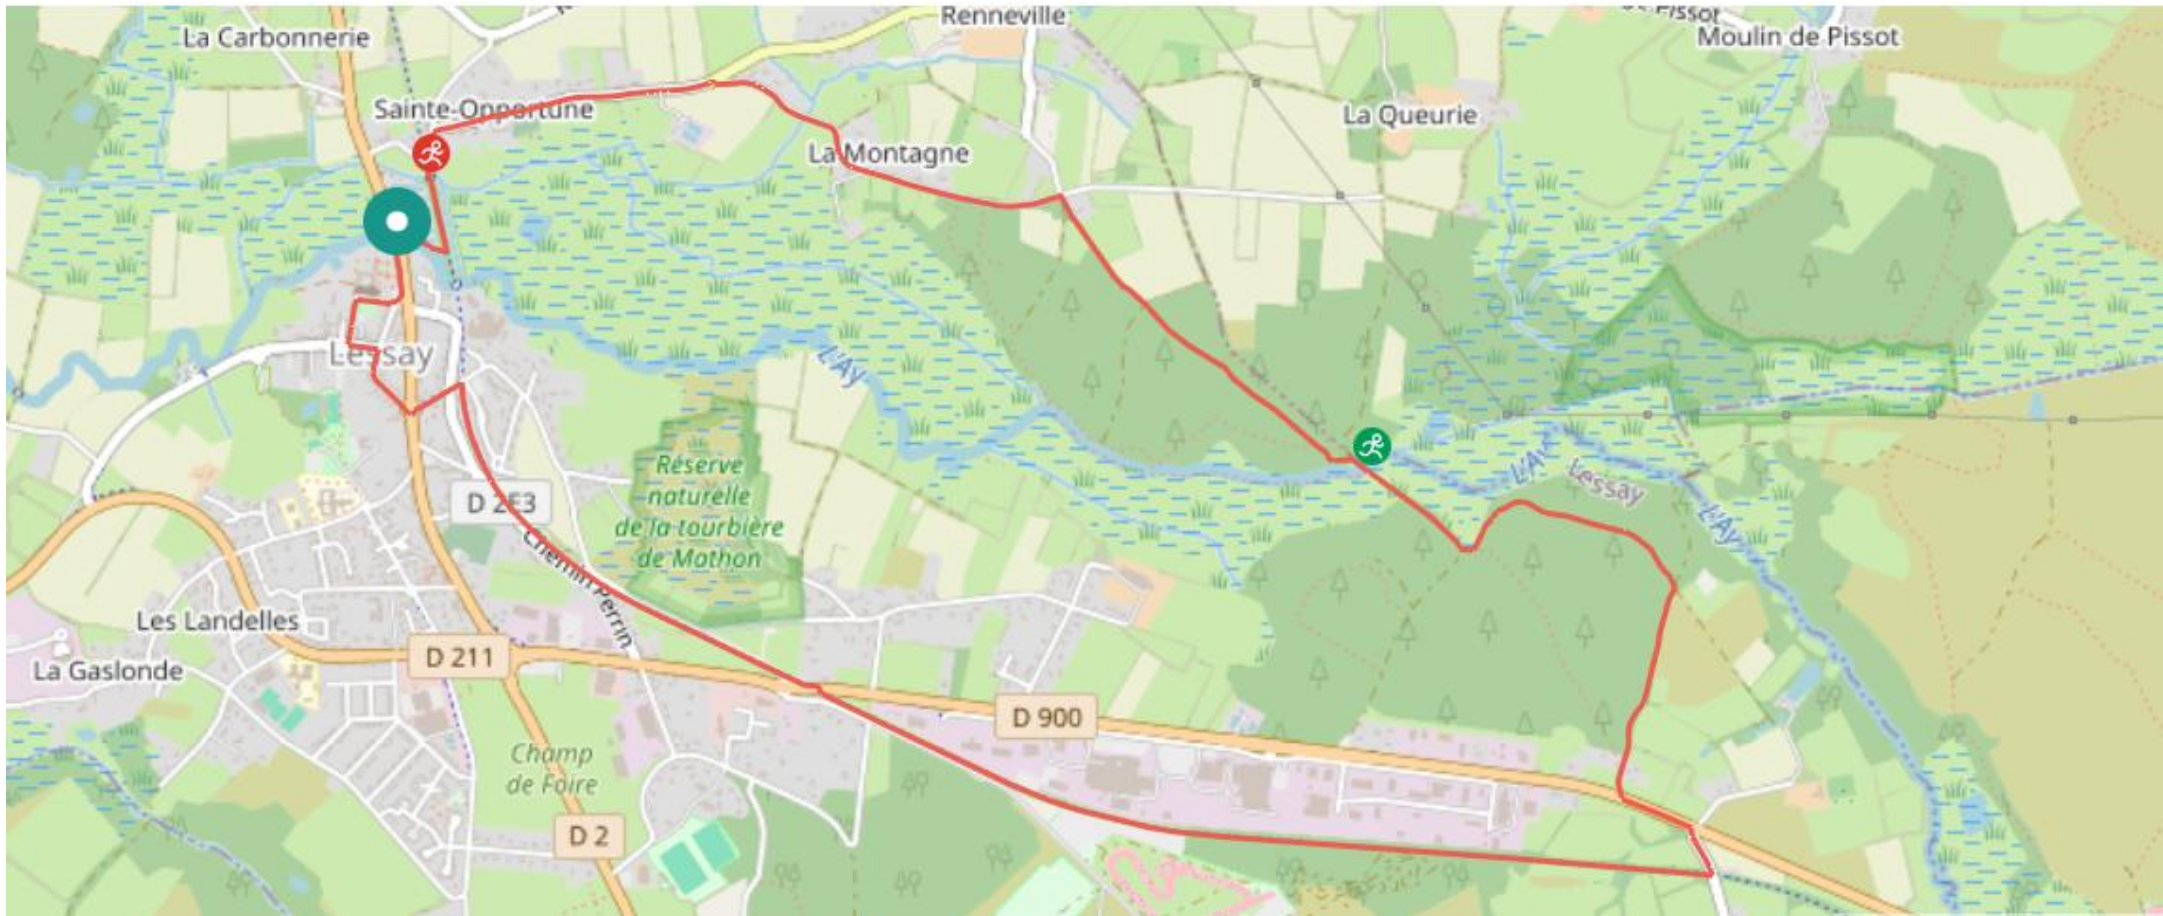 Renneville
La Carbonnerie
Moulin de Pissot
Sainte-Opportune
La Queurie
La Montagne
Lessay
L'Ay
Réserve
naturelle
de la tourbière
de Mathon
L'Ay
Lessay
L'Ay
D 2E3
Chemin Perrin
Les Landelles
D 211
La Gaslonde
D 900
Champ
de Foire
D 2